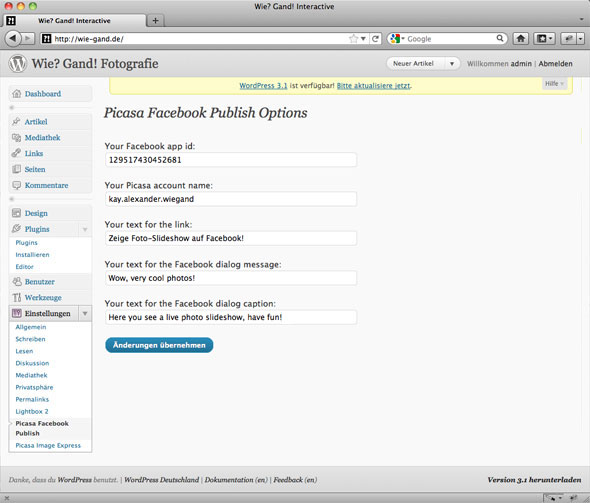 Wie? Gand! Interactive
?! Wie? Gand! Interactive
?! http://wie-gand.de/
Google
Wie? Gand! Fotografie
Neuer Artikel
Willkommen admin | Abmelden
WordPress 3.1 ist verfügbar! Bitte aktualisiere jetzt.
Hilfe
Dashboard
Artikel
Mediathek
Links
Seiten
Kommentare
Design
Plugins
Plugins
Installieren
Editor
Benutzer
Werkzeuge
Einstellungen
Allgemein
Schreiben
Lesen
Diskussion
Mediathek
Privatsphäre
Permalinks
Lightbox 2
Picasa Facebook
Publish
Picasa Image Express
Picasa Facebook Publish Options
Your Facebook app id:
129517430452681
Your Picasa account name:
kay.alexander.wiegand
Your text for the link:
Zeige Foto-Slideshow auf Facebook!
Your text for the Facebook dialog message:
Wow, very cool photos!
Your text for the Facebook dialog caption:
Here you see a live photo slideshow, have fun!
Änderungen übernehmen
Danke, dass du WordPress benutzt. | WordPress Deutschland | Dokumentation (en) | Feedback (en)
Version 3.1 herunterladen